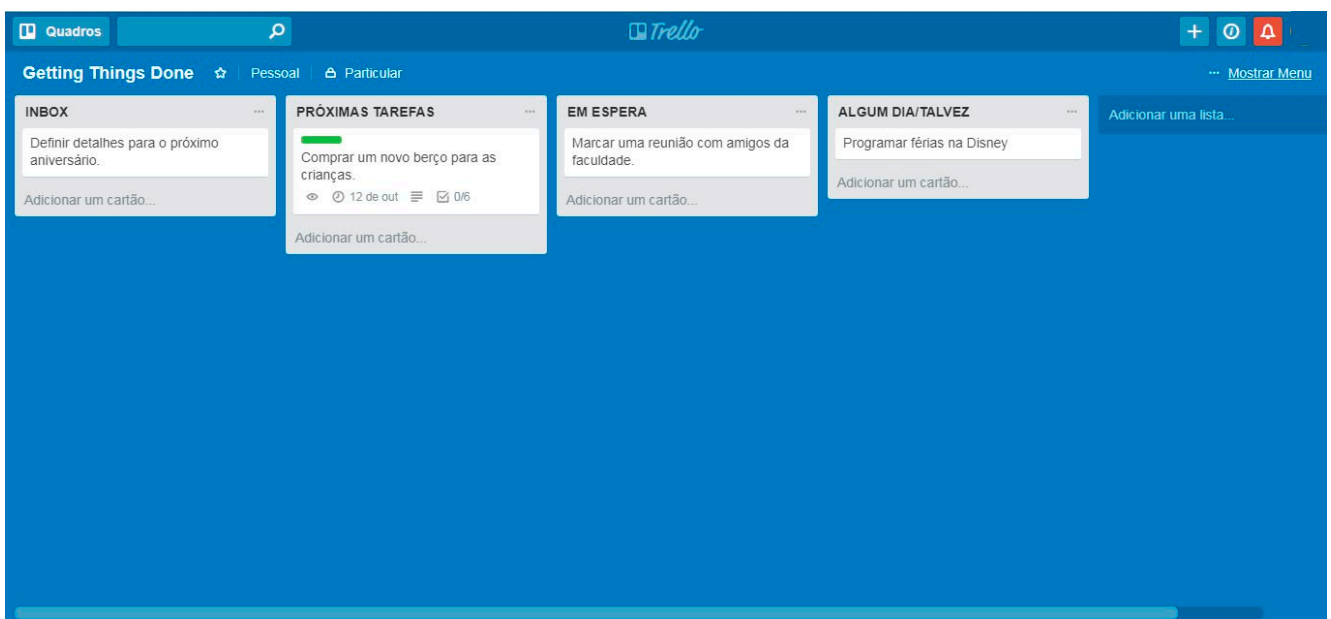 Quadros
Trello
Getting Things Done
Pessoal
Particular
... Mostrar Menu
INBOX
...
Definir detalhes para o próximo
aniversário.
Adicionar um cartão...
PRÓXIMAS TAREFAS
...
Comprar um novo berço para as
crianças.
12 de out
0/6
Adicionar um cartão...
EM ESPERA
...
Marcar uma reunião com amigos da
faculdade.
Adicionar um cartão...
ALGUM DIA/TALVEZ
...
Programar férias na Disney
Adicionar um cartão...
Adicionar uma lista...